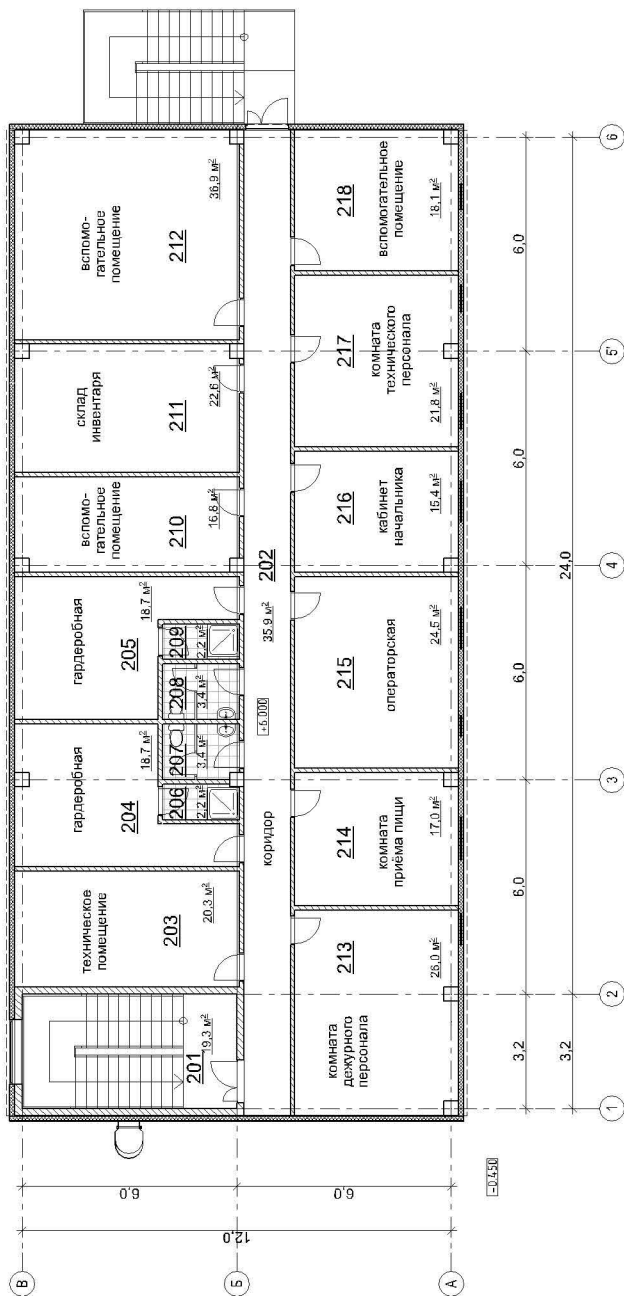 вспомо-
гательное
помещение
212
36,9 м²
218
вспомогательное
помещение
18,1 м²
склад
инвентаря
211
22,6 м²
217
комната
технического
персонала
21,8 м²
вспомо-
гательное
помещение
210
16,8 м²
216
кабинет
начальника
15,4 м²
202
35.9 м²
гардеробная
18,7 м²
205
209
2,2 м²
208
3,4 м²
+6.000
215
операторская
24,5 м²
гардеробная
18,7 м²
204
207
3,4 м²
206
2,2 м²
коридор
214
комната
приёма пищи
17,0 м²
техническое
помещение
203
20,3 м²
213
26,0 м²
комната
дежурного
персонала
201
19,3 м²
6,0
6,0
6,0
6,0
3,2
24,0
3,2
6
5'
4
3
2
1
6,0
6,0
12,0
-0.450
В
Б
А